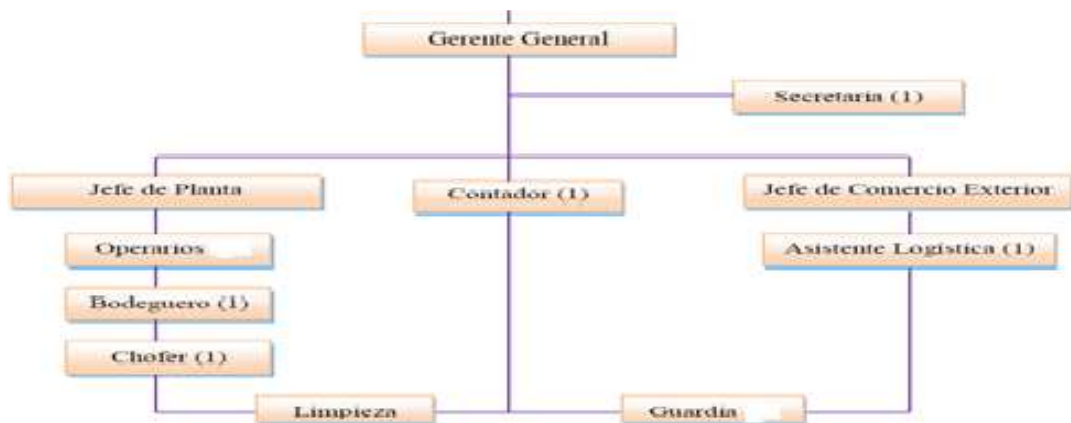 Gerente General
Secretaria (1)
Jefe de Planta
Contador (1)
Jefe de Comercio Exterior
Operarios
Asistente Logística (1)
Bodeguero (1)
Chofer (1)
Limpieza
Guardia